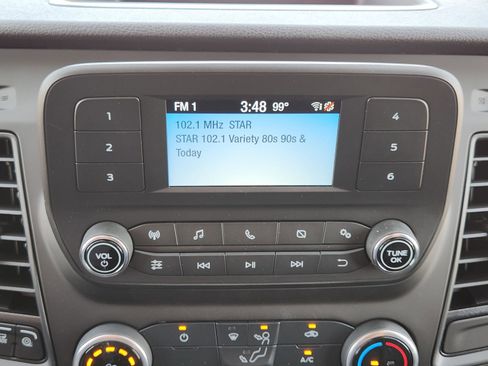 FM 1 3:48 99°
102.1 MHz STAR
STAR 102.1 Variety 80s 90s &
Today
1
2
3
4
5
6
VOL
TUNE
OK
A/C